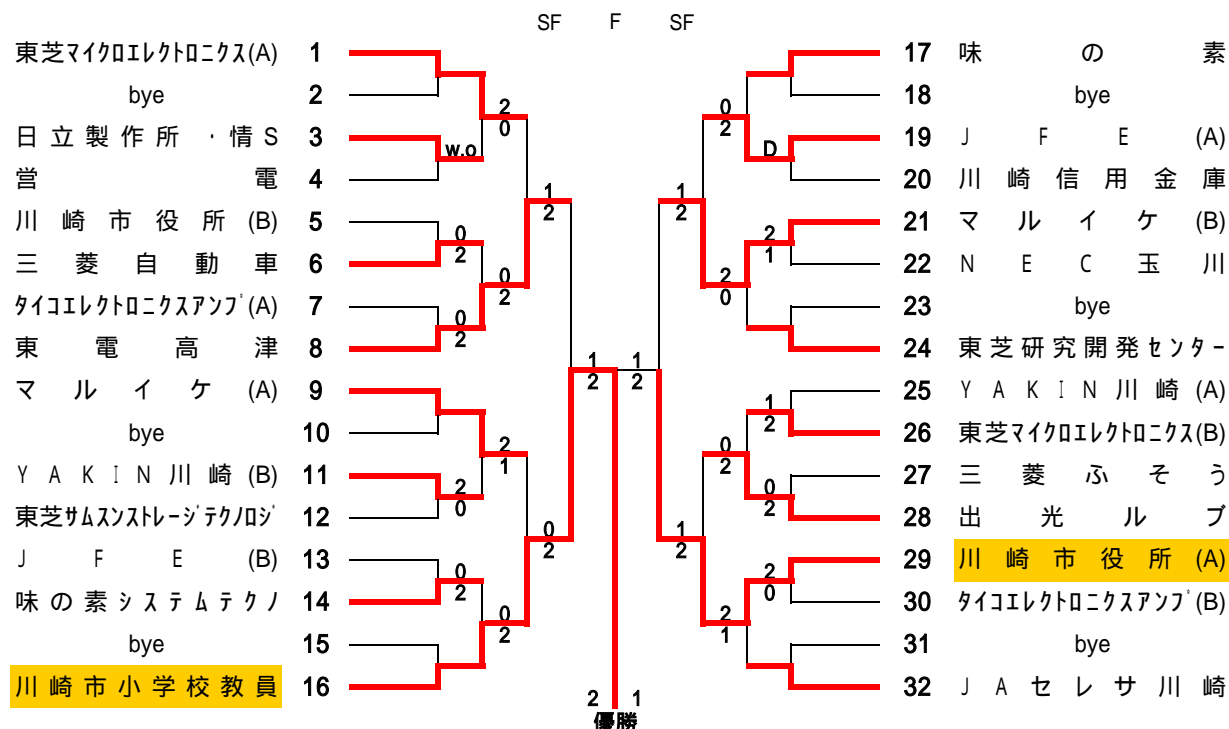 SF F SF
東芝マイクロエレクトロニクス(A) 1
bye 2
日立製作所・情S 3
営電 4
川崎市役所(B) 5
三菱自動車 6
タイコエレクトロニクスアンプ(A) 7
東電高津 8
マルイケ(A) 9
bye 10
YAKIN川崎(B) 11
東芝サムスンストレージテクノロジ 12
JFE(B) 13
味の素システムテクノ 14
bye 15
川崎市小学校教員 16
w.o
0
2
0
2
2
0
0
2
2
0
0
2
2
1
0
2
1
2
0
2
1
2
2 1
優勝
1
2
1
2
1
2
0
2
2
0
0
2
2
1
D
2
1
1
2
0
2
2
0
17 味の素
18 bye
19 JFE(A)
20 川崎信用金庫
21 マルイケ(B)
22 NEC玉川
23 bye
24 東芝研究開発センター
25 YAKIN川崎(A)
26 東芝マイクロエレクトロニクス(B)
27 三菱ふそう
28 出光ルブ
29 川崎市役所(A)
30 タイコエレクトロニクスアンプ(B)
31 bye
32 JAセレサ川崎